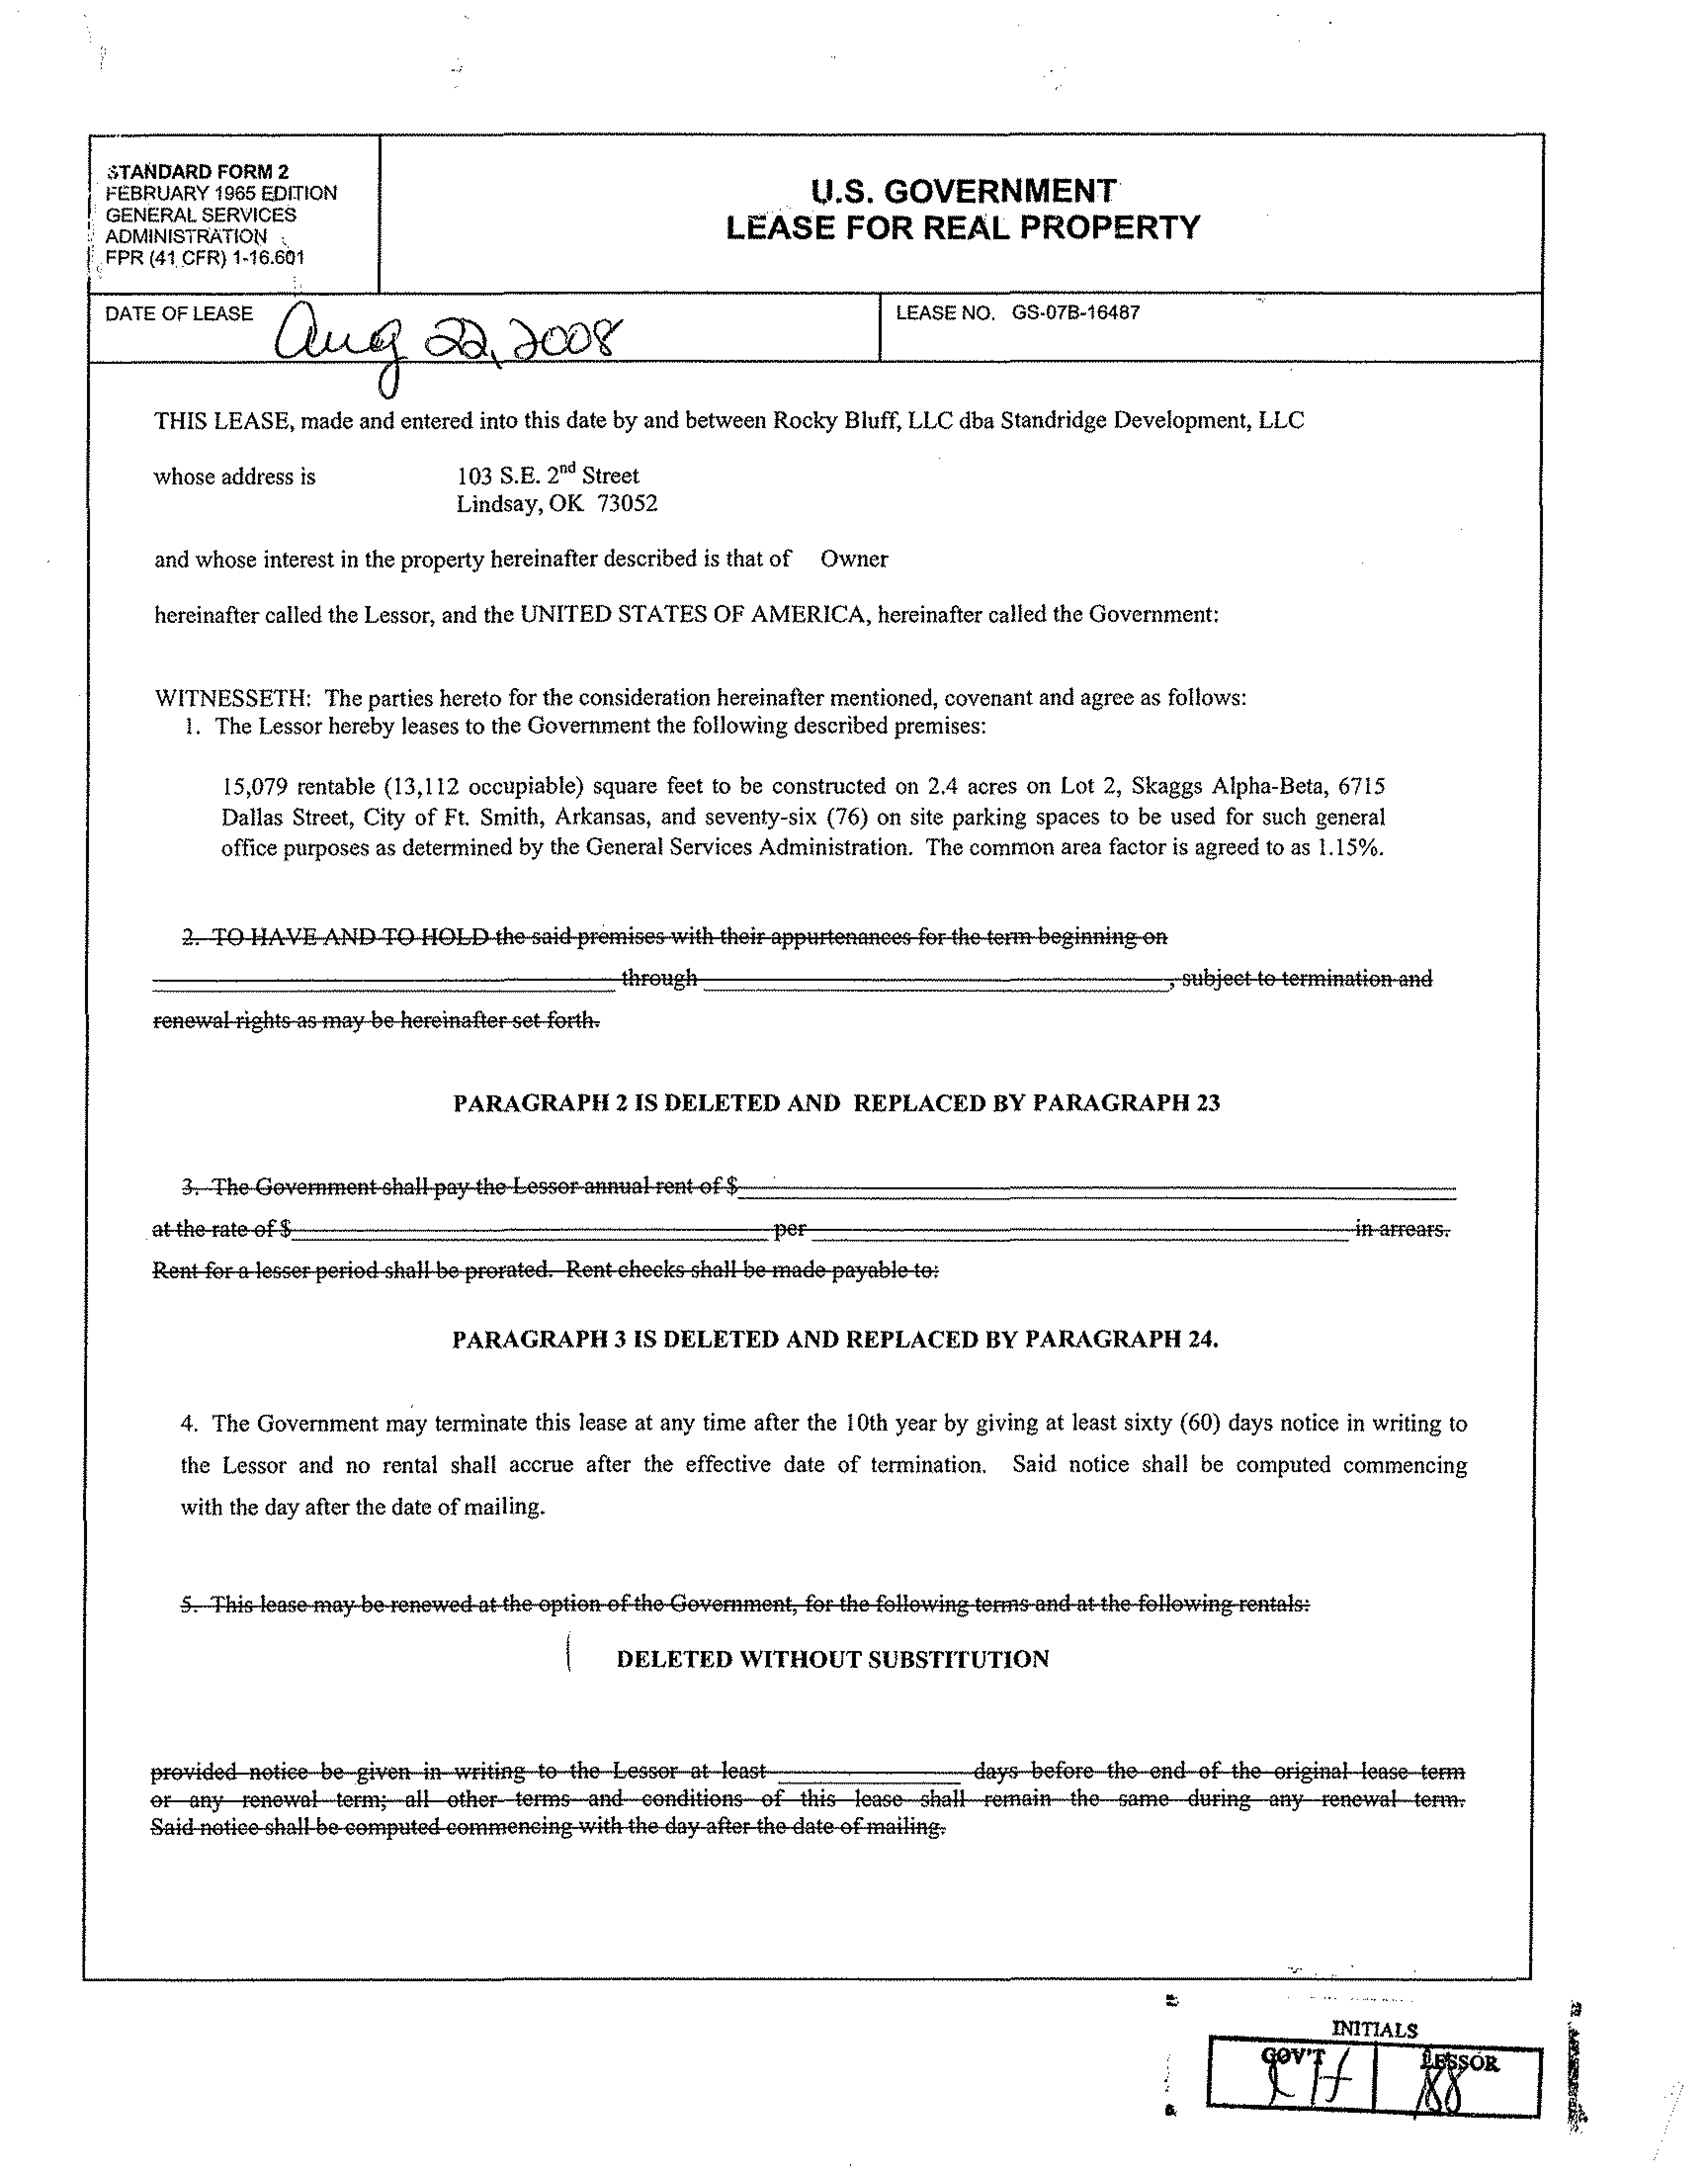 STANDARD FORM 2
FEBRUARY 1965 EDITION
GENERAL SERVICES
ADMINISTRATION
FPR (41 CFR) 1-16.601
U.S. GOVERNMENT
LEASE FOR REAL PROPERTY
DATE OF LEASE Aug 22, 2008
LEASE NO. GS-07B-16487
THIS LEASE, made and entered into this date by and between Rocky Bluff, LLC dba Standridge Development, LLC
whose address is 103 S.E. 2nd Street
Lindsay, OK 73052
and whose interest in the property hereinafter described is that of Owner
hereinafter called the Lessor, and the UNITED STATES OF AMERICA, hereinafter called the Government:
WITNESSETH: The parties hereto for the consideration hereinafter mentioned, covenant and agree as follows:
1. The Lessor hereby leases to the Government the following described premises:
15,079 rentable (13,112 occupiable) square feet to be constructed on 2.4 acres on Lot 2, Skaggs Alpha-Beta, 6715
Dallas Street, City of Ft. Smith, Arkansas, and seventy-six (76) on site parking spaces to be used for such general
office purposes as determined by the General Services Administration. The common area factor is agreed to as 1.15%.
2. TO HAVE AND TO HOLD the said premises with their appurtenances for the term beginning on
through , subject to termination and
renewal rights as may be hereinafter set forth.
PARAGRAPH 2 IS DELETED AND REPLACED BY PARAGRAPH 23
3. The Government shall pay the Lessor annual rent of $
at the rate of $ per in arrears.
Rent for a lesser period shall be prorated. Rent checks shall be made payable to:
PARAGRAPH 3 IS DELETED AND REPLACED BY PARAGRAPH 24.
4. The Government may terminate this lease at any time after the 10th year by giving at least sixty (60) days notice in writing to
the Lessor and no rental shall accrue after the effective date of termination. Said notice shall be computed commencing
with the day after the date of mailing.
5. This lease may be renewed at the option of the Government, for the following terms and at the following rentals:
DELETED WITHOUT SUBSTITUTION
provided notice be given in writing to the Lessor at least days before the end of the original lease term
or any renewal term; all other terms and conditions of this lease shall remain the same during any renewal term.
Said notice shall be computed commencing with the day after the date of mailing.
INITIALS
GOV'T LESSOR